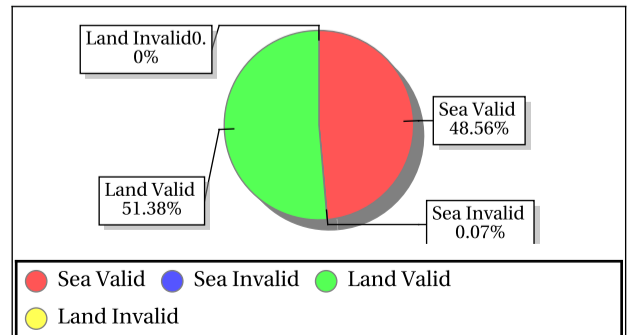 Land Invalid0.
0%
Sea Valid
48.56%
Land Valid
51.38%
Sea Invalid
0.07%
Sea Valid Sea Invalid Land Valid
Land Invalid